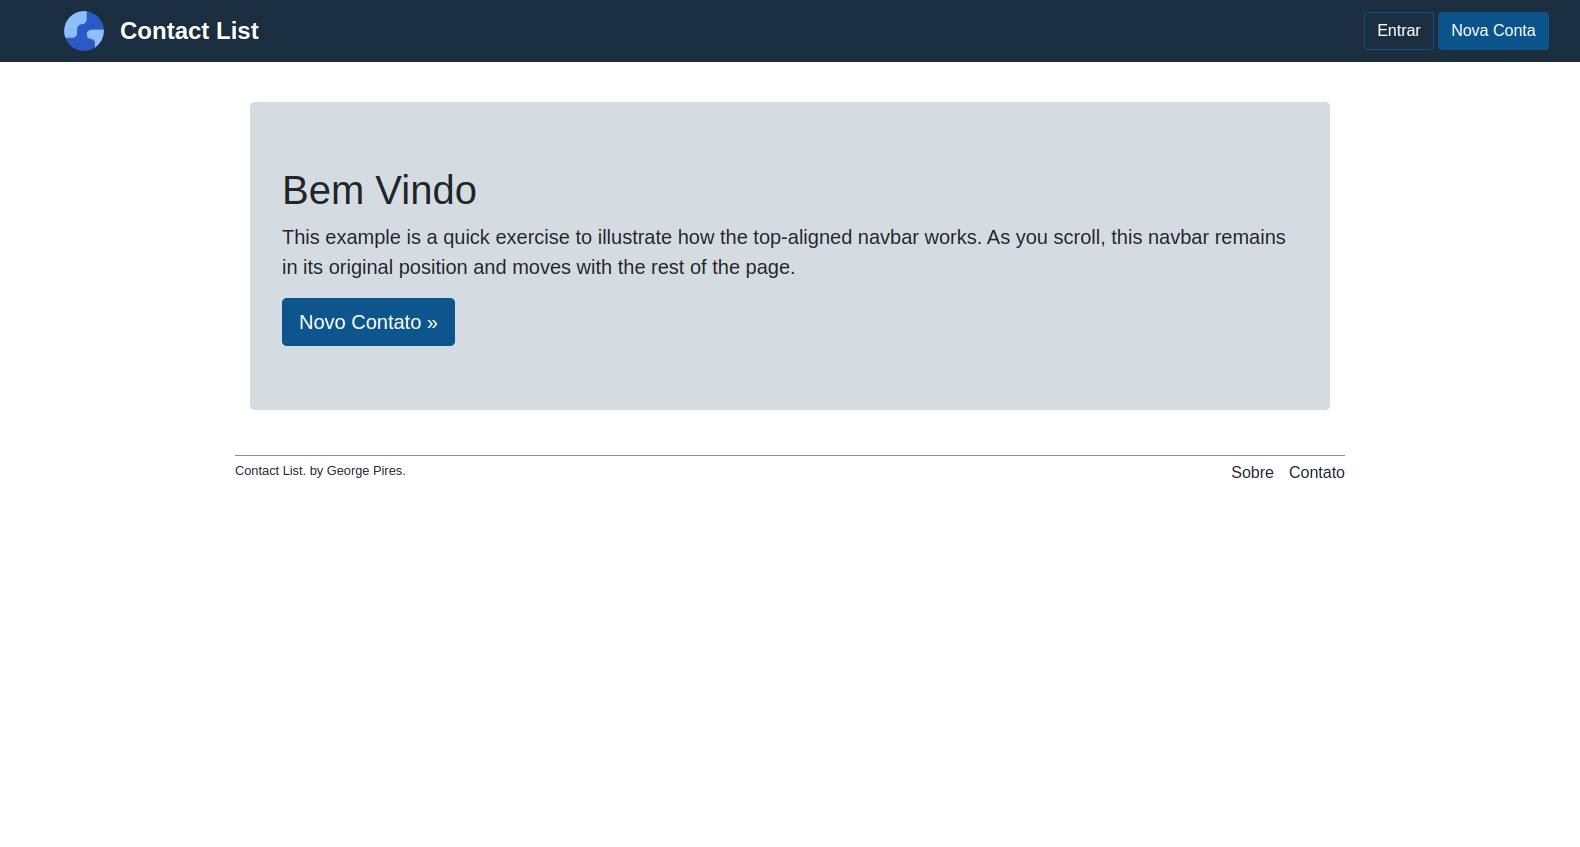 Contact List
Entrar
Nova Conta
Bem Vindo
This example is a quick exercise to illustrate how the top-aligned navbar works. As you scroll, this navbar remains
in its original position and moves with the rest of the page.
Novo Contato »
Contact List. by George Pires.
Sobre
Contato